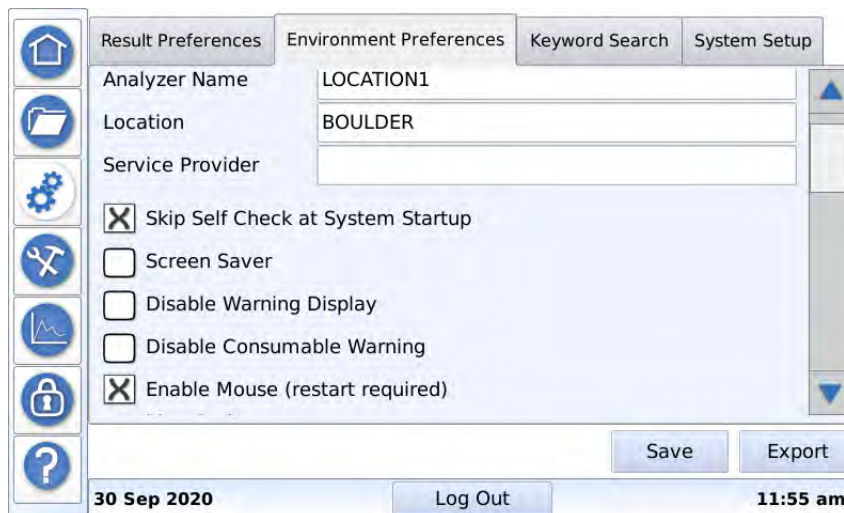 Result Preferences Environment Preferences Keyword Search System Setup
Analyzer Name LOCATION1
Location BOULDER
Service Provider
Skip Self Check at System Startup
Screen Saver
Disable Warning Display
Disable Consumable Warning
Enable Mouse (restart required)
Save Export
30 Sep 2020 Log Out 11:55 am